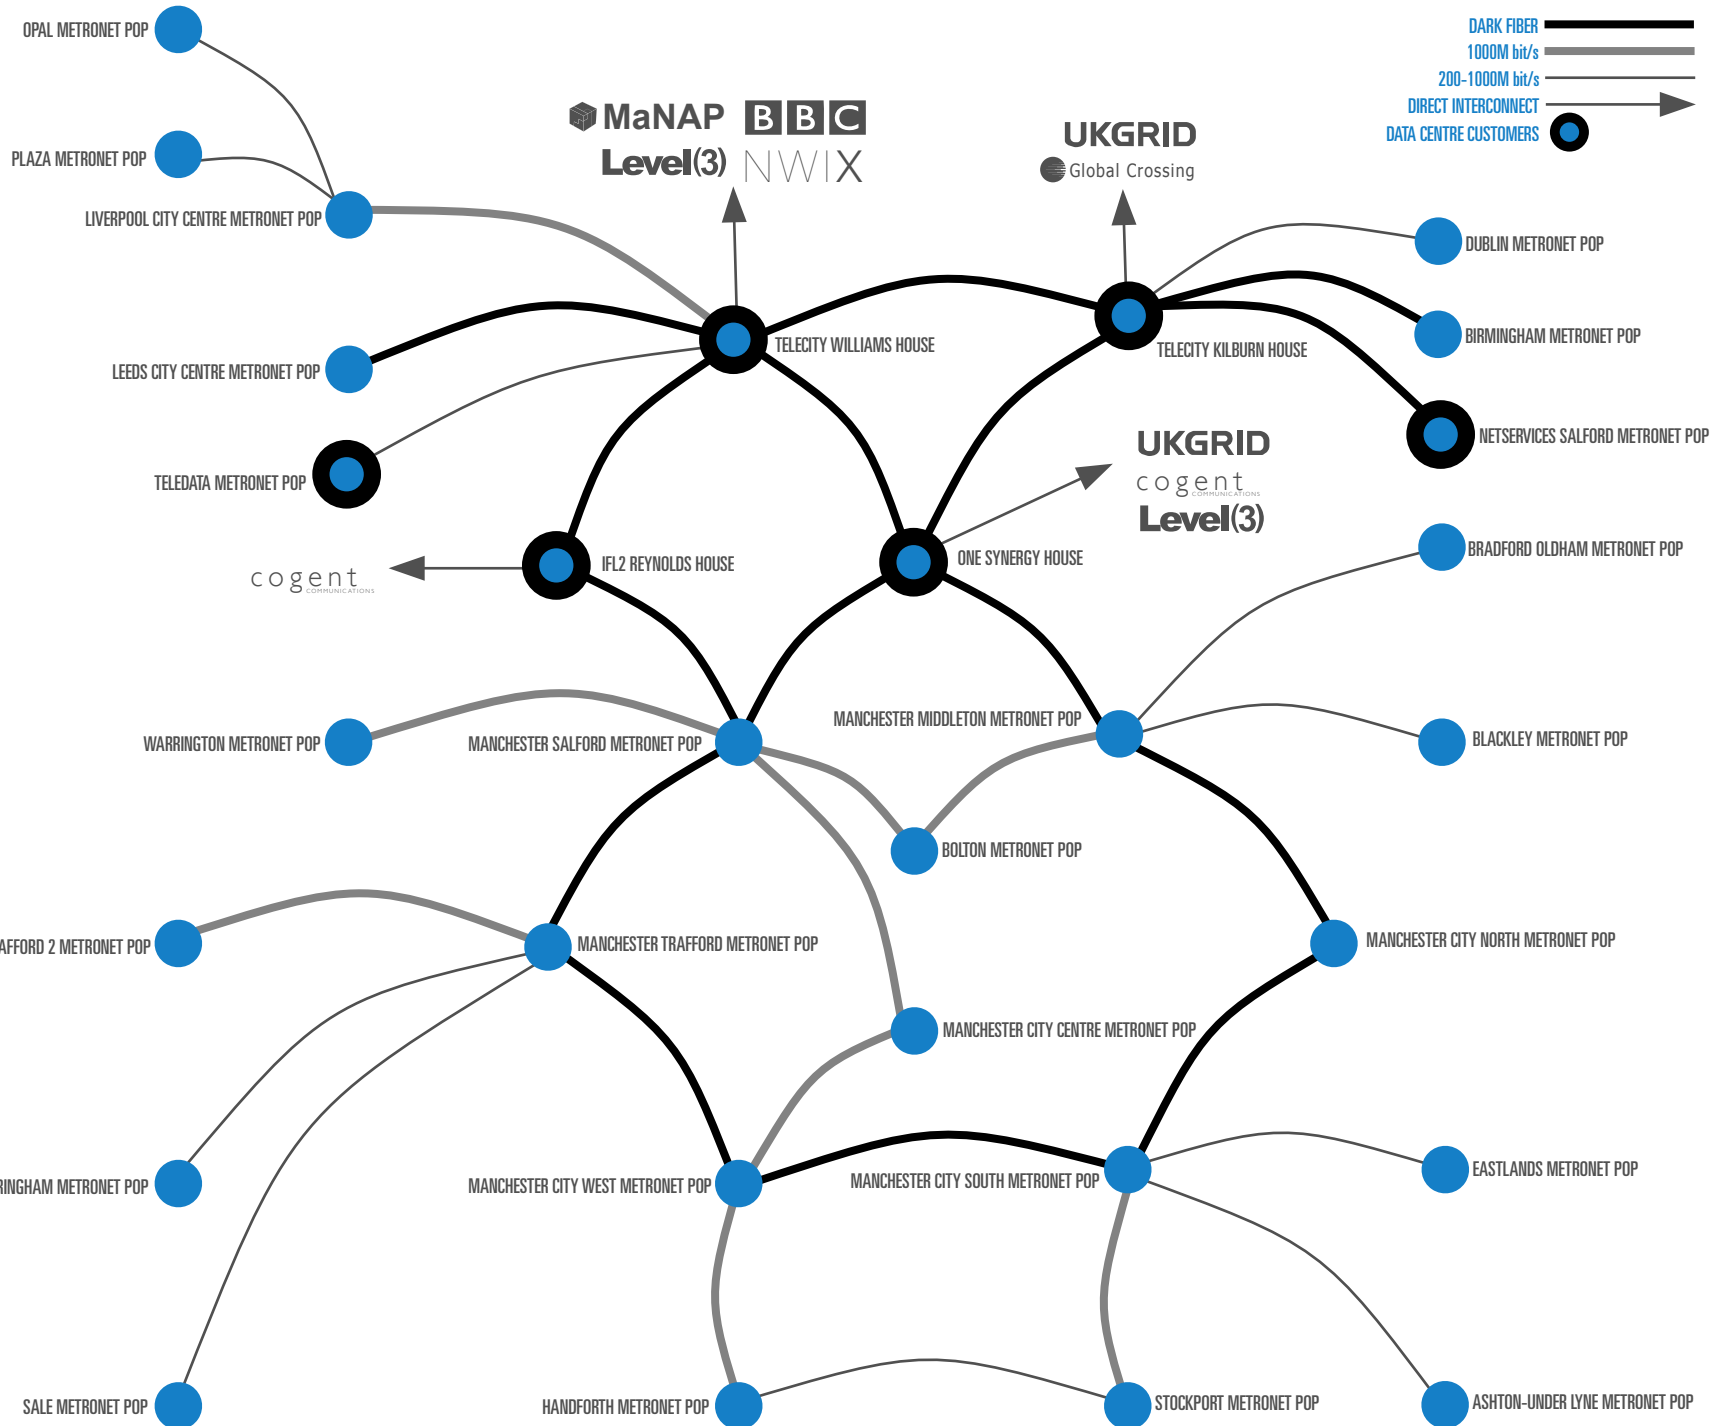 OPAL METRONET POP
DARK FIBER
1000M bit/s
200-1000M bit/s
DIRECT INTERCONNECT
DATA CENTRE CUSTOMERS
MaNAP
BBC
Level(3)
NWIX
UKGRID
Global Crossing
PLAZA METRONET POP
LIVERPOOL CITY CENTRE METRONET POP
DUBLIN METRONET POP
TELECITY WILLIAMS HOUSE
TELECITY KILBURN HOUSE
BIRMINGHAM METRONET POP
LEEDS CITY CENTRE METRONET POP
NETSERVICES SALFORD METRONET POP
UKGRID
cogent
COMMUNICATIONS
Level(3)
TELEDATA METRONET POP
cogent
COMMUNICATIONS
IFL2 REYNOLDS HOUSE
ONE SYNERGY HOUSE
BRADFORD OLDHAM METRONET POP
WARRINGTON METRONET POP
MANCHESTER SALFORD METRONET POP
MANCHESTER MIDDLETON METRONET POP
BLACKLEY METRONET POP
BOLTON METRONET POP
AFFORD 2 METRONET POP
MANCHESTER TRAFFORD METRONET POP
MANCHESTER CITY NORTH METRONET POP
MANCHESTER CITY CENTRE METRONET POP
RINGHAM METRONET POP
MANCHESTER CITY WEST METRONET POP
MANCHESTER CITY SOUTH METRONET POP
EASTLANDS METRONET POP
SALE METRONET POP
HANDFORTH METRONET POP
STOCKPORT METRONET POP
ASHTON-UNDER LYNE METRONET POP